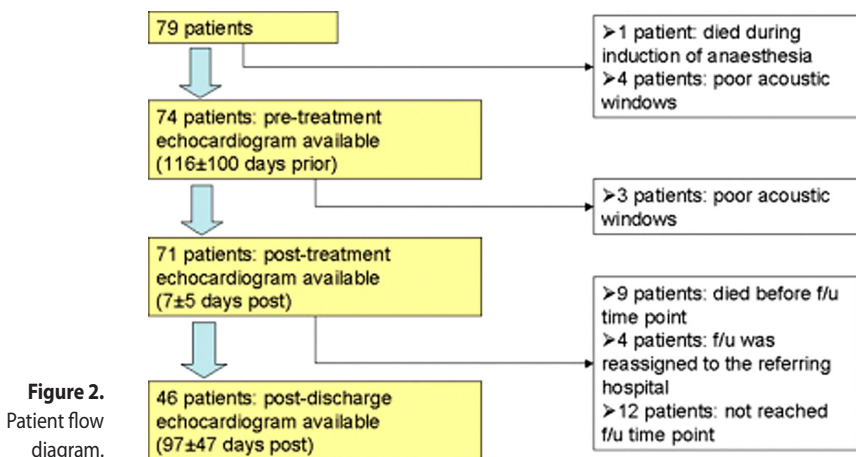 79 patients
➢1 patient: died during
induction of anaesthesia
➢4 patients: poor acoustic
windows
74 patients: pre-treatment
echocardiogram available
(116±100 days prior)
➢3 patients: poor acoustic
windows
71 patients: post-treatment
echocardiogram available
(7±5 days post)
➢9 patients: died before f/u
time point
➢4 patients: f/u was
reassigned to the referring
hospital
➢12 patients: not reached
f/u time point
46 patients: post-discharge
echocardiogram available
(97±47 days post)
Figure 2.
Patient flow
diagram.